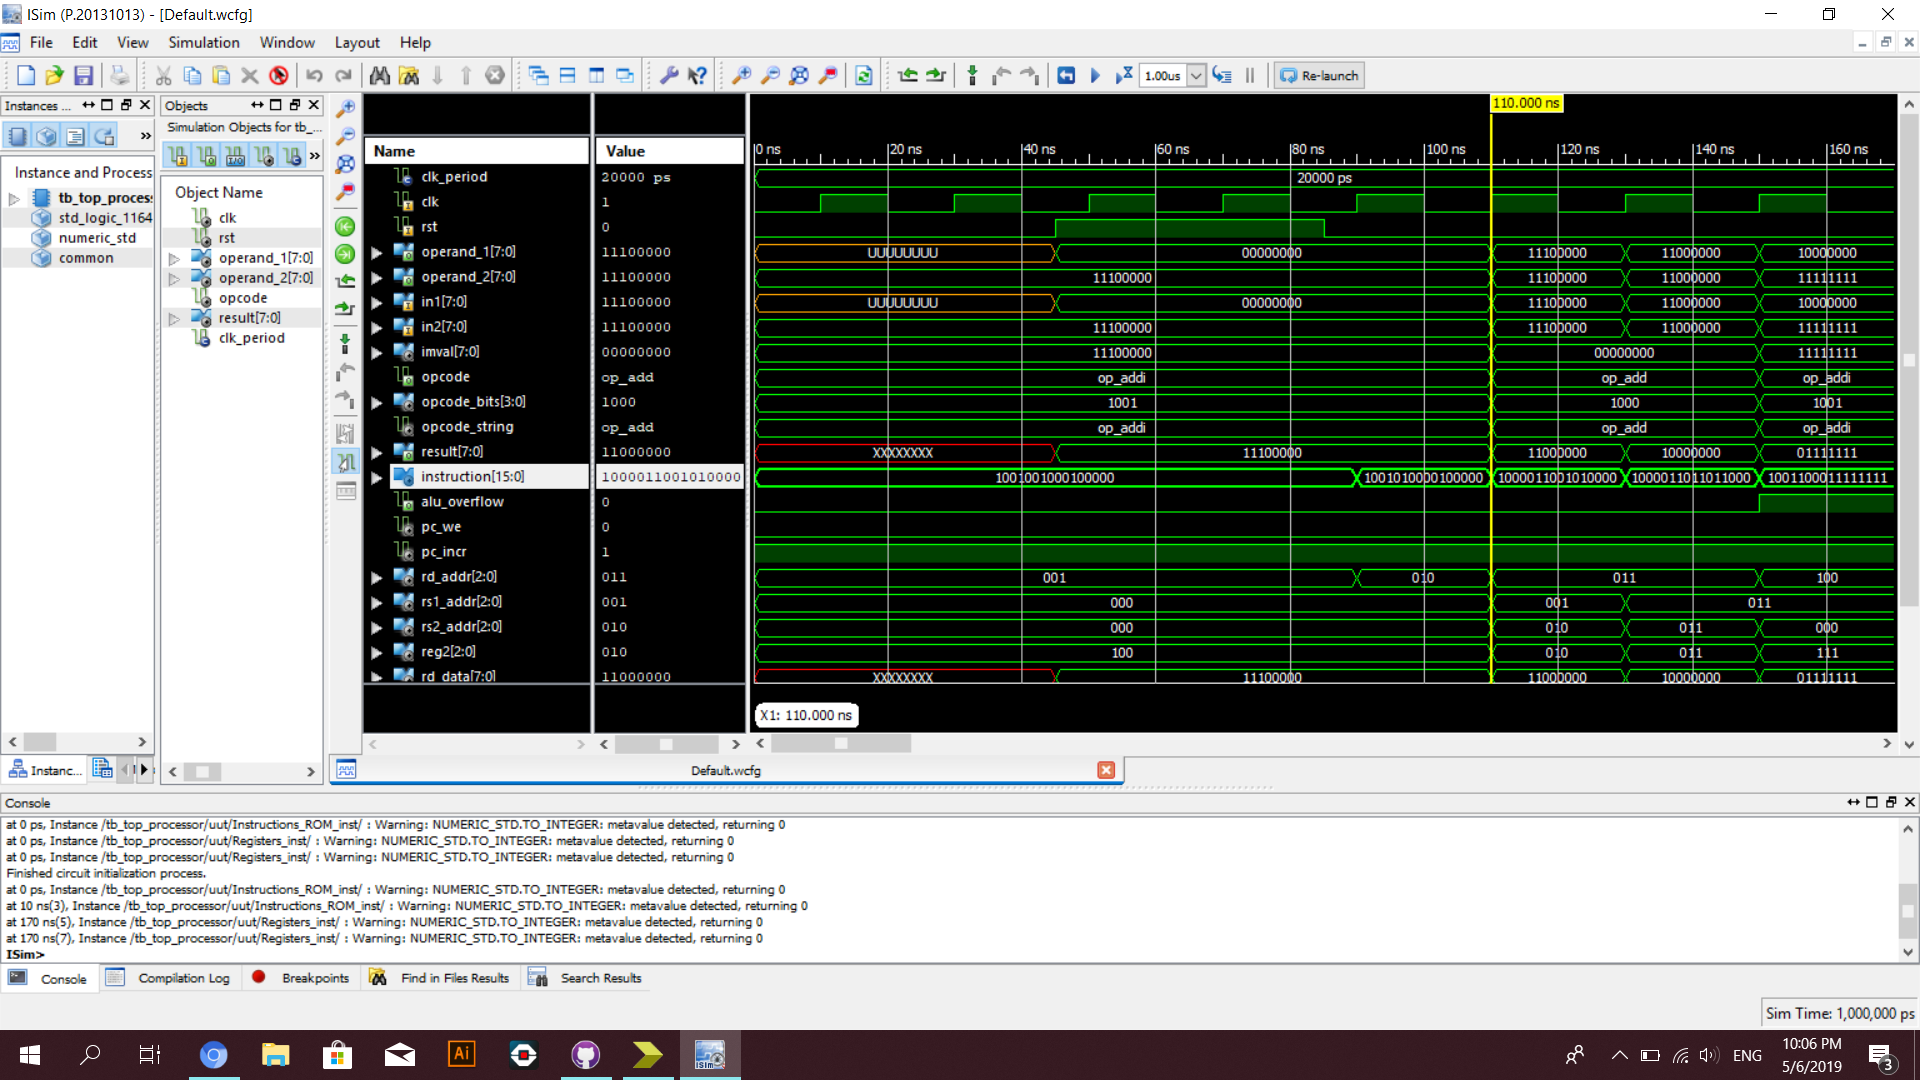 ISim (P.20131013) - [Default.wcfg]
File Edit View Simulation Window Layout Help
1.00us Re-launch
Instances ...
Instance and Process
tb_top_process
std_logic_1164
numeric_std
common
Instanc...
Objects
Simulation Objects for tb_...
Object Name
clk
rst
operand_1[7:0]
operand_2[7:0]
opcode
result[7:0]
clk_period
110.000 ns
Name Value 0 ns 20 ns 40 ns 60 ns 80 ns 100 ns 120 ns 140 ns 160 ns
clk_period 20000 ps 20000 ps
clk 1
rst 0
operand_1[7:0] 11100000 UUUUUUUU 00000000 11100000 11000000 10000000
operand_2[7:0] 11100000 11100000 11100000 11000000 11111111
in1[7:0] 11100000 UUUUUUUU 00000000 11100000 11000000 10000000
in2[7:0] 11100000 11100000 11100000 11000000 11111111
imval[7:0] 00000000 11100000 00000000 11111111
opcode op_add op_addi op_add op_addi
opcode_bits[3:0] 1000 1001 1000 1001
opcode_string op_add op_addi op_add op_addi
result[7:0] 11000000 XXXXXXXX 11100000 11000000 10000000 01111111
instruction[15:0] 1000011001010000 1001001000100000 1001010000100000 1000011001010000 1000011011011000 1001100011111111
alu_overflow 0
pc_we 0
pc_incr 1
rd_addr[2:0] 011 001 010 011 100
rs1_addr[2:0] 001 000 001 011
rs2_addr[2:0] 010 000 010 011 000
reg2[2:0] 010 100 010 011 111
rd_data[7:0] 11000000 XXXXXXXX 11100000 11000000 10000000 01111111
X1: 110.000 ns
Default.wcfg
Console
at 0 ps, Instance /tb_top_processor/uut/Instructions_ROM_inst/ : Warning: NUMERIC_STD.TO_INTEGER: metavalue detected, returning 0
at 0 ps, Instance /tb_top_processor/uut/Registers_inst/ : Warning: NUMERIC_STD.TO_INTEGER: metavalue detected, returning 0
at 0 ps, Instance /tb_top_processor/uut/Registers_inst/ : Warning: NUMERIC_STD.TO_INTEGER: metavalue detected, returning 0
Finished circuit initialization process.
at 0 ps, Instance /tb_top_processor/uut/Instructions_ROM_inst/ : Warning: NUMERIC_STD.TO_INTEGER: metavalue detected, returning 0
at 10 ns(3), Instance /tb_top_processor/uut/Instructions_ROM_inst/ : Warning: NUMERIC_STD.TO_INTEGER: metavalue detected, returning 0
at 170 ns(5), Instance /tb_top_processor/uut/Registers_inst/ : Warning: NUMERIC_STD.TO_INTEGER: metavalue detected, returning 0
at 170 ns(7), Instance /tb_top_processor/uut/Registers_inst/ : Warning: NUMERIC_STD.TO_INTEGER: metavalue detected, returning 0
ISim>
Console Compilation Log Breakpoints Find in Files Results Search Results
Sim Time: 1,000,000 ps
Ai ISim ENG 10:06 PM
5/6/2019 3